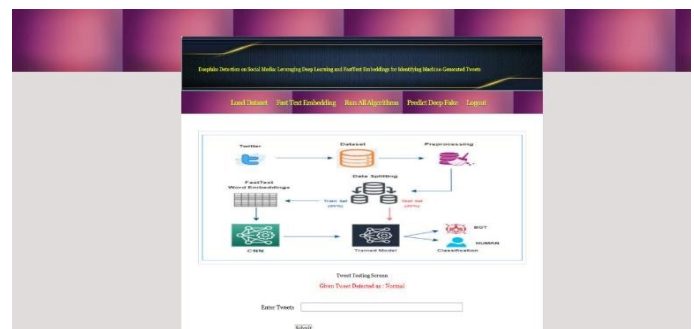 Deepfake Detection on Social Media: Leveraging Deep Learning and FastText Embeddings for Identifying Machine-Generated Tweets
Load Dataset Fast Text Embedding Run All Algorithms Predict Deep Fake Logout
Twitter Dataset Preprocessing
FastText
Word Embeddings
Data Splitting
Train Set
Test Set
CNN Trained Model Classification
BOT
HUMAN
Tweet Testing Screen
Given Tweet Detected as : Normal
Enter Tweets
Submit